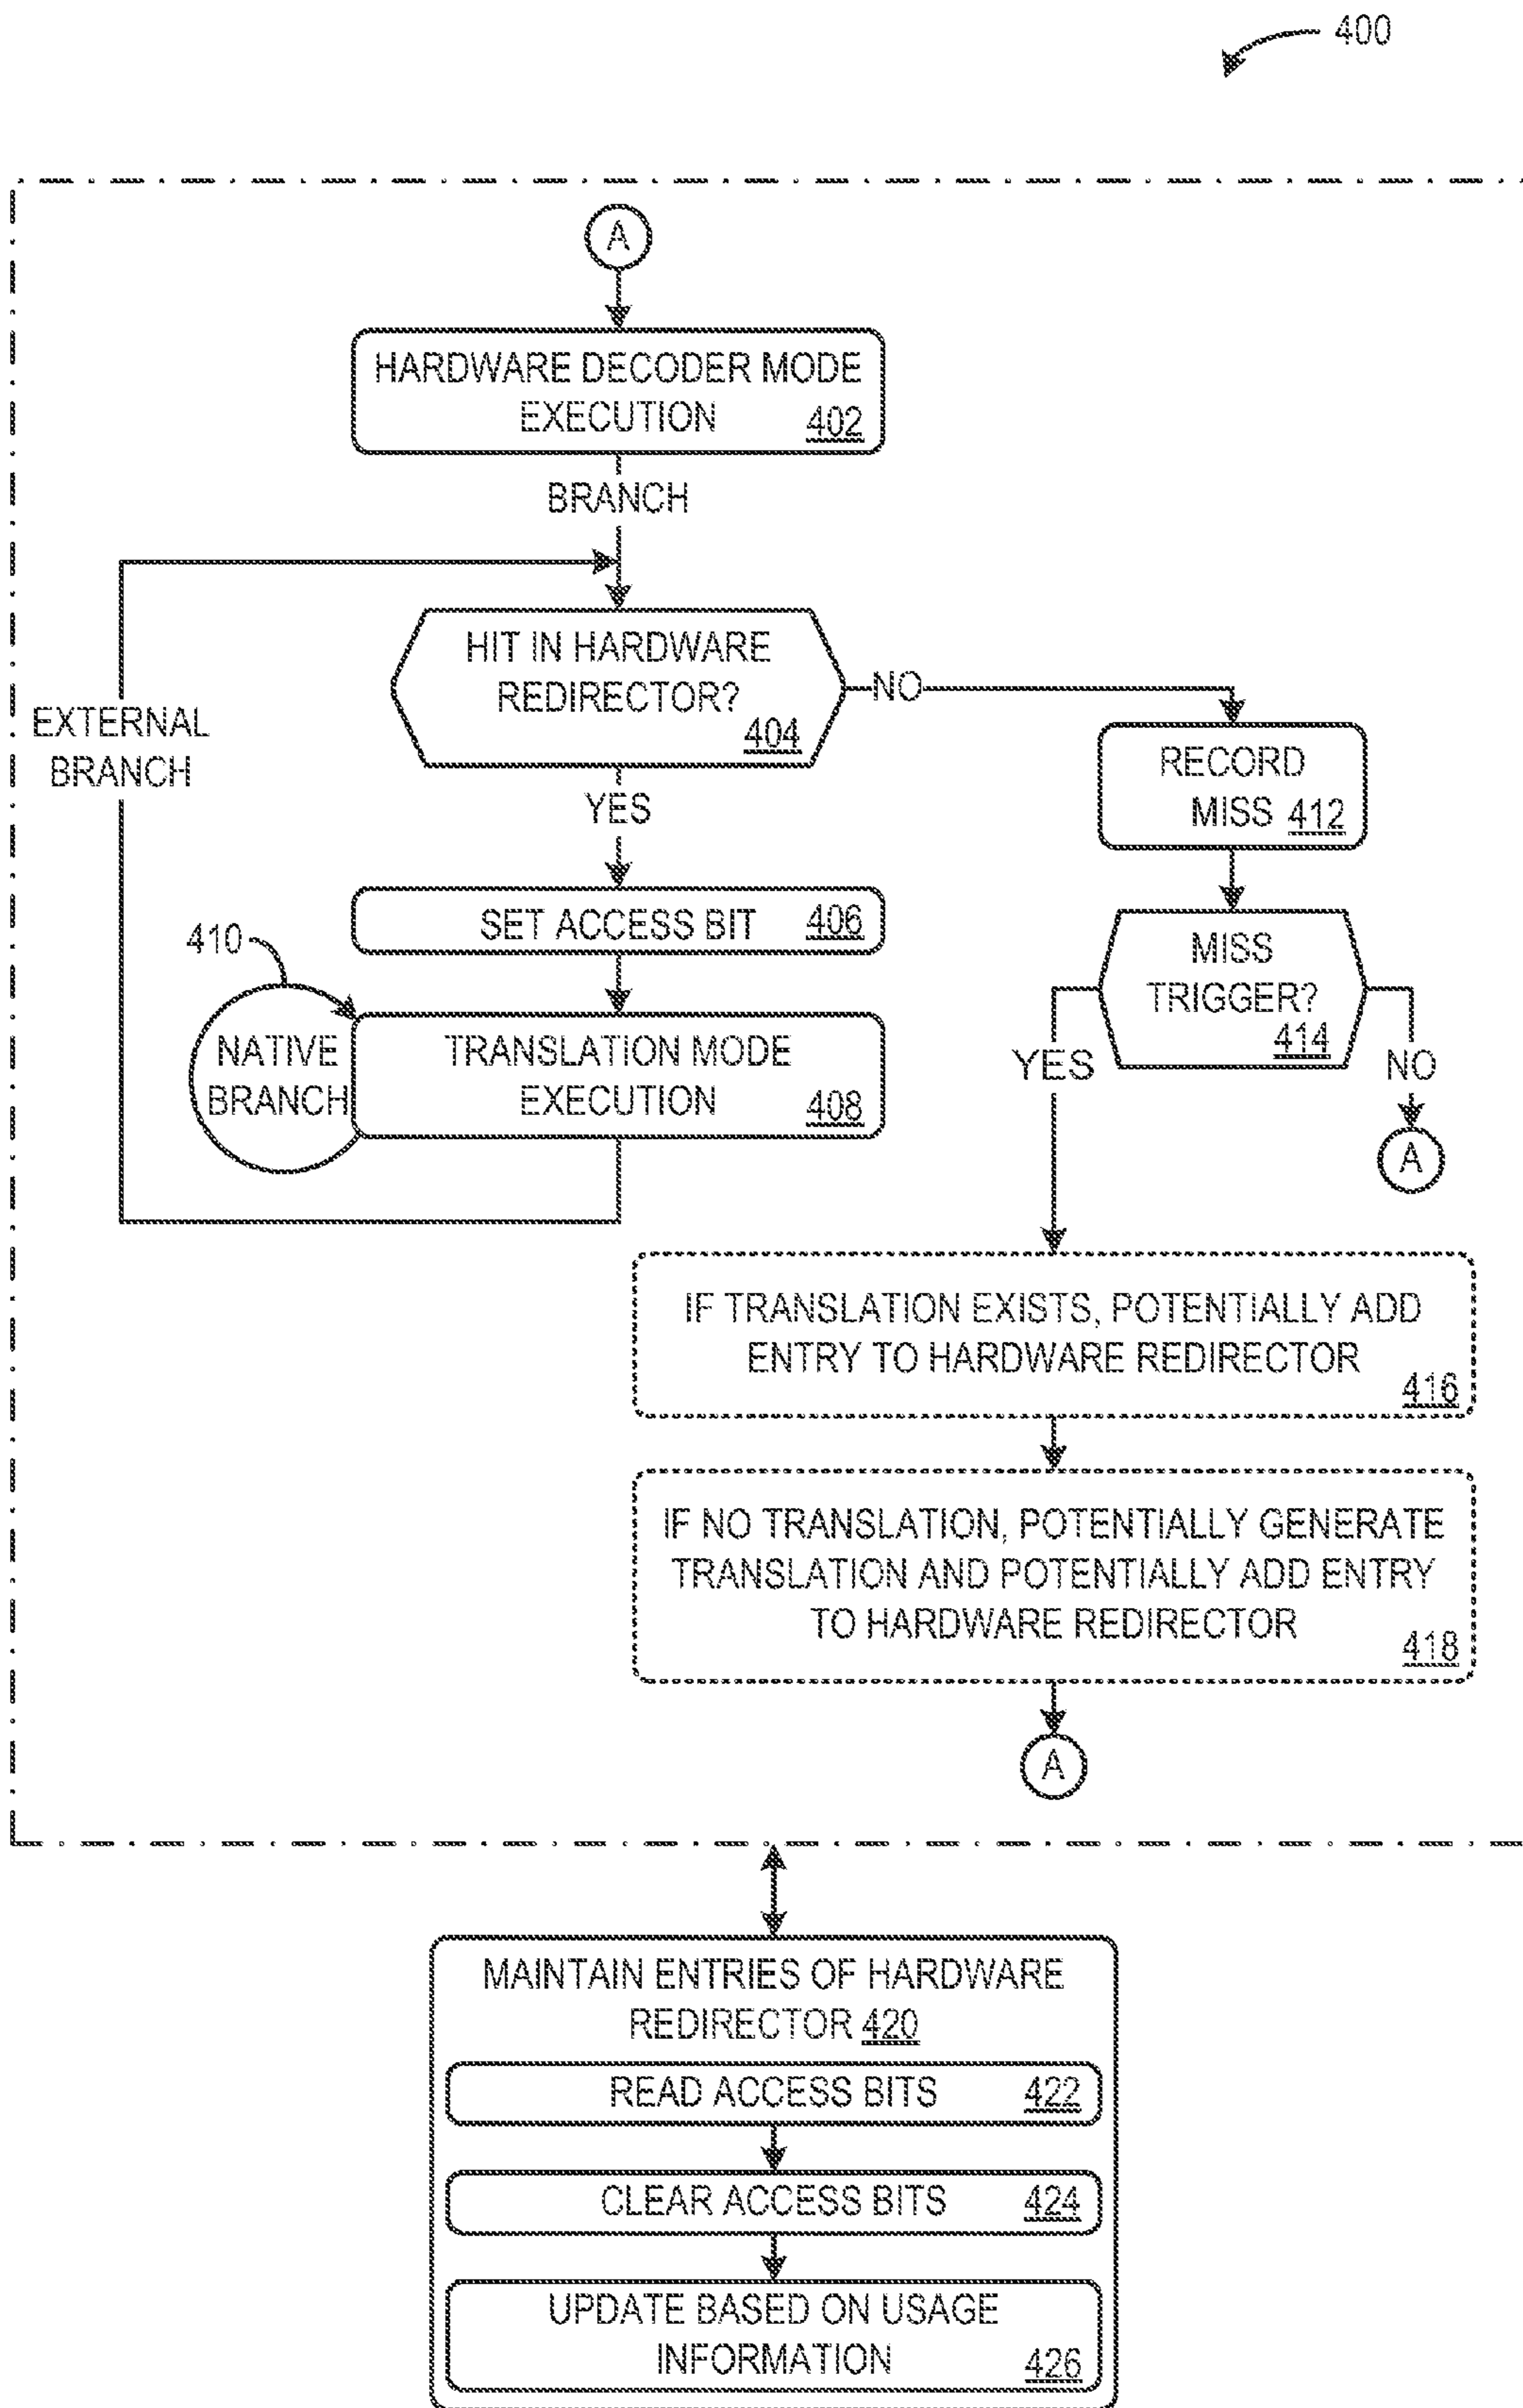 400
A
HARDWARE DECODER MODE
EXECUTION 402
BRANCH
HIT IN HARDWARE
REDIRECTOR?
404
NO
EXTERNAL
BRANCH
RECORD
MISS 412
YES
SET ACCESS BIT 406
410
MISS
TRIGGER?
414
NATIVE
BRANCH
TRANSLATION MODE
EXECUTION 408
YES
NO
A
IF TRANSLATION EXISTS, POTENTIALLY ADD
ENTRY TO HARDWARE REDIRECTOR
416
IF NO TRANSLATION, POTENTIALLY GENERATE
TRANSLATION AND POTENTIALLY ADD ENTRY
TO HARDWARE REDIRECTOR
418
A
MAINTAIN ENTRIES OF HARDWARE
REDIRECTOR 420
READ ACCESS BITS 422
CLEAR ACCESS BITS 424
UPDATE BASED ON USAGE
INFORMATION 426